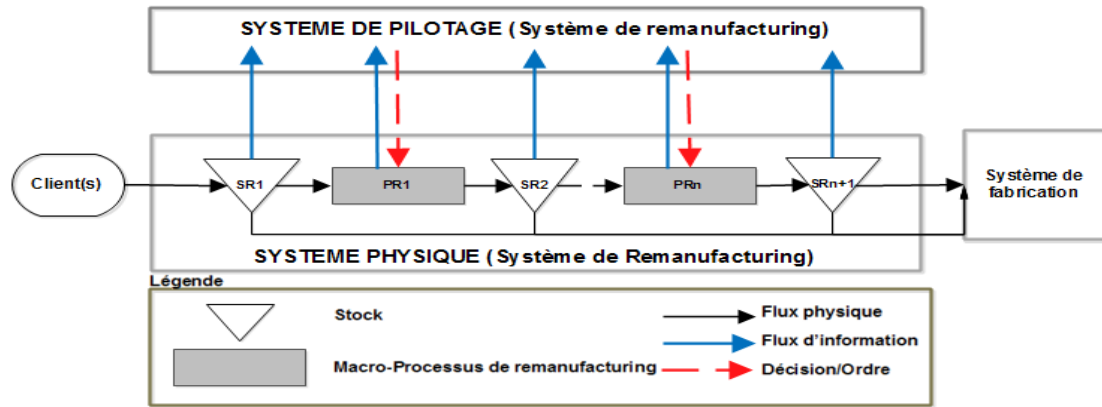 SYSTEME DE PILOTAGE (Système de remanufacturing)
Client(s)
SR1
PR1
SR2
PRn
SRn+1
Système de
fabrication
SYSTEME PHYSIQUE (Système de Remanufacturing)
Légende
Stock
Flux physique
Flux d'information
Macro-Processus de remanufacturing
Décision/Ordre